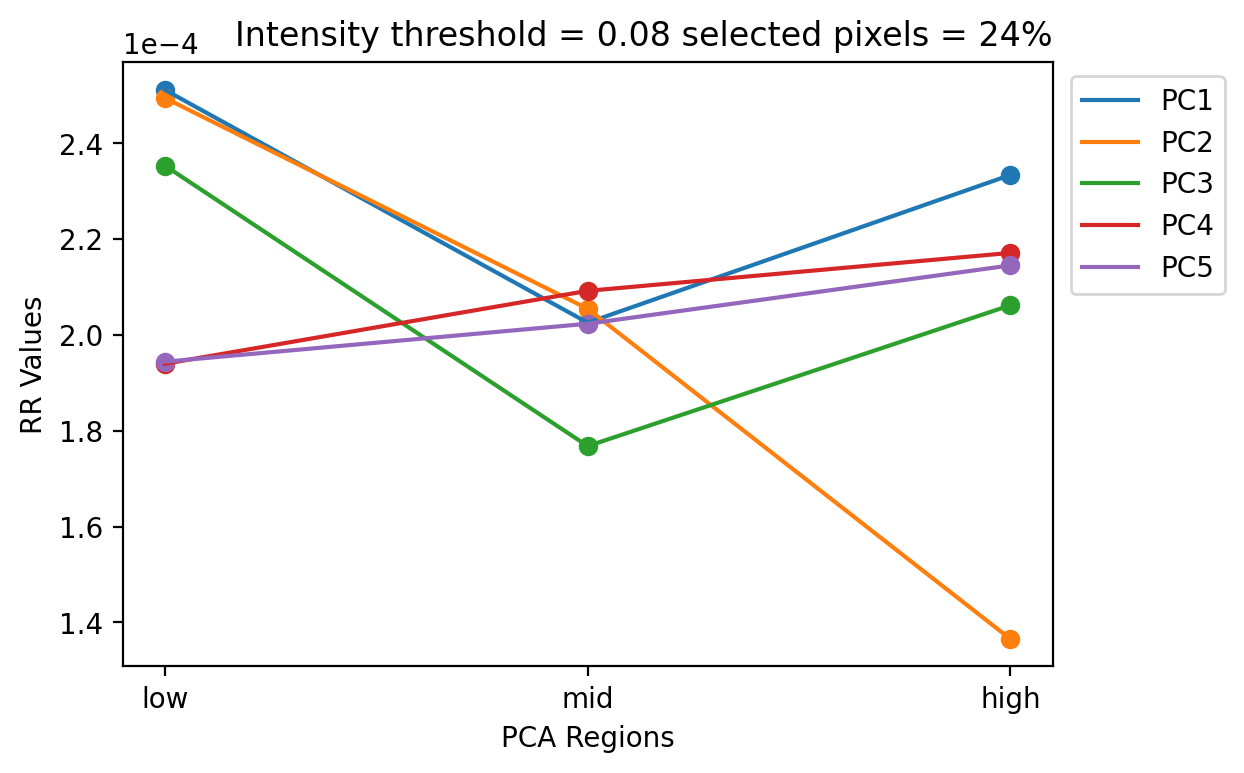 Intensity threshold = 0.08 selected pixels = 24%
1e−4
2.4
2.2
2.0
1.8
1.6
1.4
RR Values
low
mid
high
PCA Regions
PC1
PC2
PC3
PC4
PC5